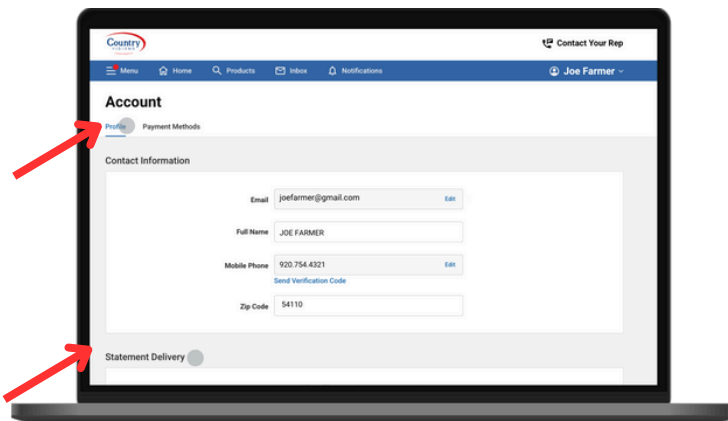 Country
VISIONS
Contact Your Rep
Menu Home Products Inbox Notifications Joe Farmer
Account
Profile Payment Methods
Contact Information
Email joefarmer@gmail.com Edit
Full Name JOE FARMER
Mobile Phone 920.754.4321 Edit
Send Verification Code
Zip Code 54110
Statement Delivery